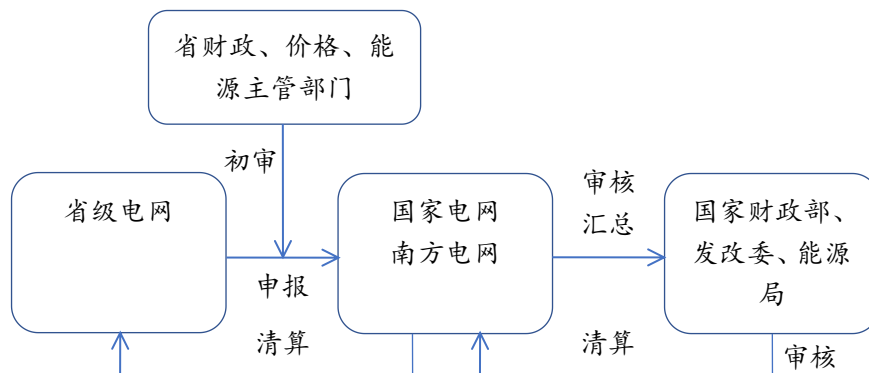 省财政、价格、能
源主管部门
初审
省级电网
国家电网
南方电网
审核
汇总
国家财政部、
发改委、能源
局
申报
清算
清算
审核